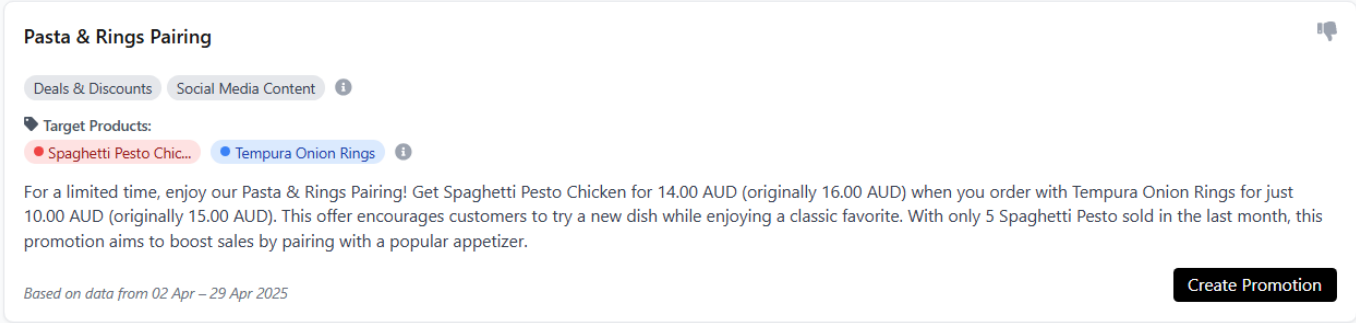 Pasta & Rings Pairing
Deals & Discounts Social Media Content
Target Products:
Spaghetti Pesto Chic... Tempura Onion Rings
For a limited time, enjoy our Pasta & Rings Pairing! Get Spaghetti Pesto Chicken for 14.00 AUD (originally 16.00 AUD) when you order with Tempura Onion Rings for just
10.00 AUD (originally 15.00 AUD). This offer encourages customers to try a new dish while enjoying a classic favorite. With only 5 Spaghetti Pesto sold in the last month, this
promotion aims to boost sales by pairing with a popular appetizer.
Based on data from 02 Apr – 29 Apr 2025
Create Promotion